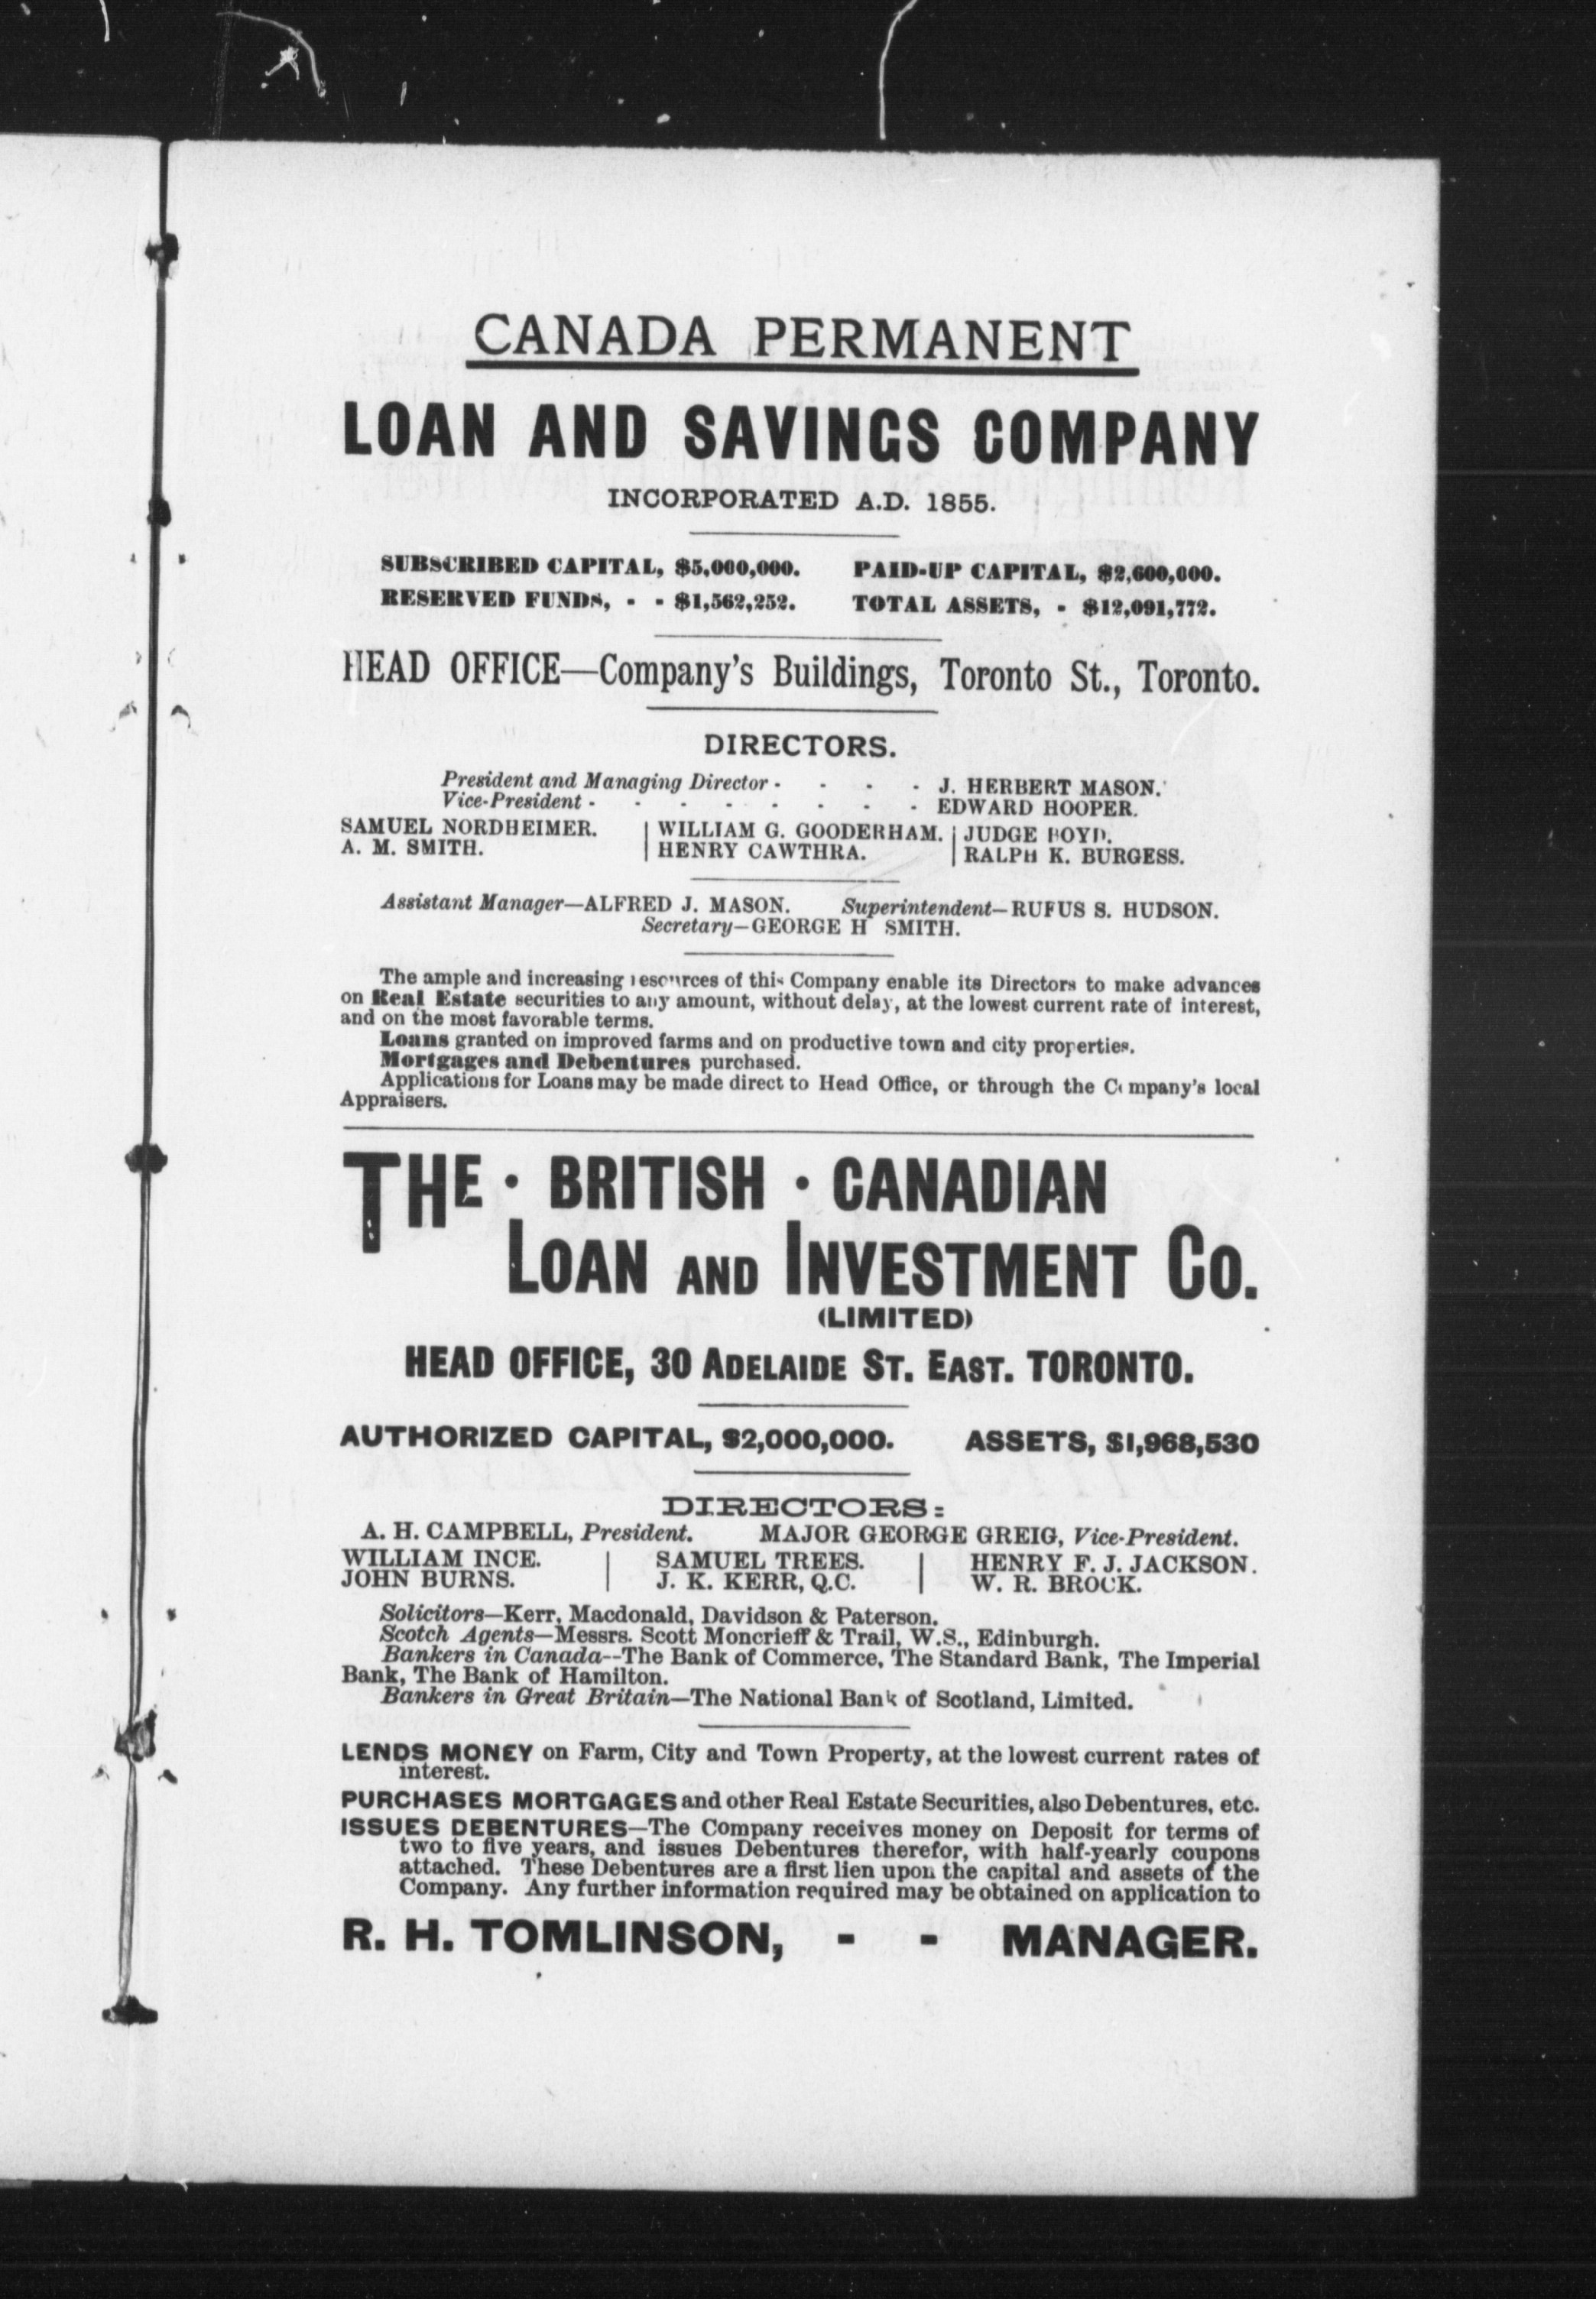 CANADA PERMANENT
LOAN AND SAVINGS COMPANY
INCORPORATED A.D. 1855.
SUBSCRIBED CAPITAL, $5,000,000. PAID-UP CAPITAL, $2,600,000.
RESERVED FUNDS, - - $1,562,252. TOTAL ASSETS, - $12,091,772.
HEAD OFFICE—Company's Buildings, Toronto St., Toronto.
DIRECTORS.
President and Managing Director - - - - J. HERBERT MASON.
Vice-President - - - - - - - - EDWARD HOOPER.
SAMUEL NORDHEIMER. | WILLIAM G. GOODERHAM. | JUDGE BOYD.
A. M. SMITH. | HENRY CAWTHRA. | RALPH K. BURGESS.
Assistant Manager—ALFRED J. MASON. Superintendent—RUFUS S. HUDSON.
Secretary—GEORGE H SMITH.
The ample and increasing resources of this Company enable its Directors to make advances
on Real Estate securities to any amount, without delay, at the lowest current rate of interest,
and on the most favorable terms.
Loans granted on improved farms and on productive town and city properties.
Mortgages and Debentures purchased.
Applications for Loans may be made direct to Head Office, or through the Company's local
Appraisers.
THE · BRITISH · CANADIAN
LOAN AND INVESTMENT CO.
(LIMITED)
HEAD OFFICE, 30 ADELAIDE ST. EAST. TORONTO.
AUTHORIZED CAPITAL, $2,000,000. ASSETS, $1,968,530
DIRECTORS:
A. H. CAMPBELL, President. MAJOR GEORGE GREIG, Vice-President.
WILLIAM INCE. | SAMUEL TREES. | HENRY F. J. JACKSON.
JOHN BURNS. | J. K. KERR, Q.C. | W. R. BROCK.
Solicitors—Kerr, Macdonald, Davidson & Paterson.
Scotch Agents—Messrs. Scott Moncrieff & Trail, W.S., Edinburgh.
Bankers in Canada--The Bank of Commerce, The Standard Bank, The Imperial
Bank, The Bank of Hamilton.
Bankers in Great Britain—The National Bank of Scotland, Limited.
LENDS MONEY on Farm, City and Town Property, at the lowest current rates of
interest.
PURCHASES MORTGAGES and other Real Estate Securities, also Debentures, etc.
ISSUES DEBENTURES—The Company receives money on Deposit for terms of
two to five years, and issues Debentures therefor, with half-yearly coupons
attached. These Debentures are a first lien upon the capital and assets of the
Company. Any further information required may be obtained on application to
R. H. TOMLINSON, - - MANAGER.